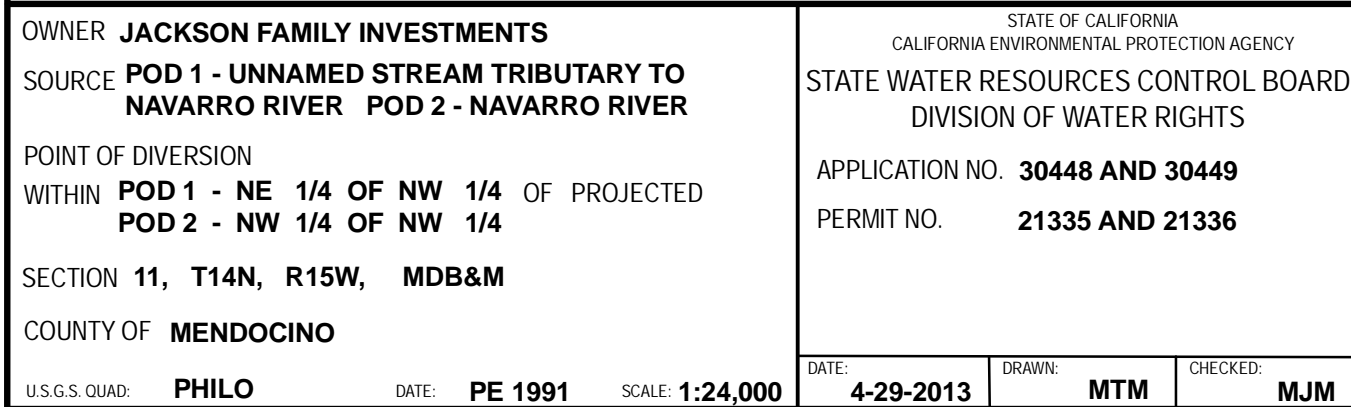 OWNER JACKSON FAMILY INVESTMENTS
SOURCE POD 1 - UNNAMED STREAM TRIBUTARY TO
NAVARRO RIVER POD 2 - NAVARRO RIVER
POINT OF DIVERSION
WITHIN POD 1 - NE 1/4 OF NW 1/4 OF PROJECTED
POD 2 - NW 1/4 OF NW 1/4
SECTION 11, T14N, R15W, MDB&M
COUNTY OF MENDOCINO
U.S.G.S. QUAD: PHILO DATE: PE 1991 SCALE: 1:24,000
STATE OF CALIFORNIA
CALIFORNIA ENVIRONMENTAL PROTECTION AGENCY
STATE WATER RESOURCES CONTROL BOARD
DIVISION OF WATER RIGHTS
APPLICATION NO. 30448 AND 30449
PERMIT NO. 21335 AND 21336
DATE: 4-29-2013 DRAWN: MTM CHECKED: MJM